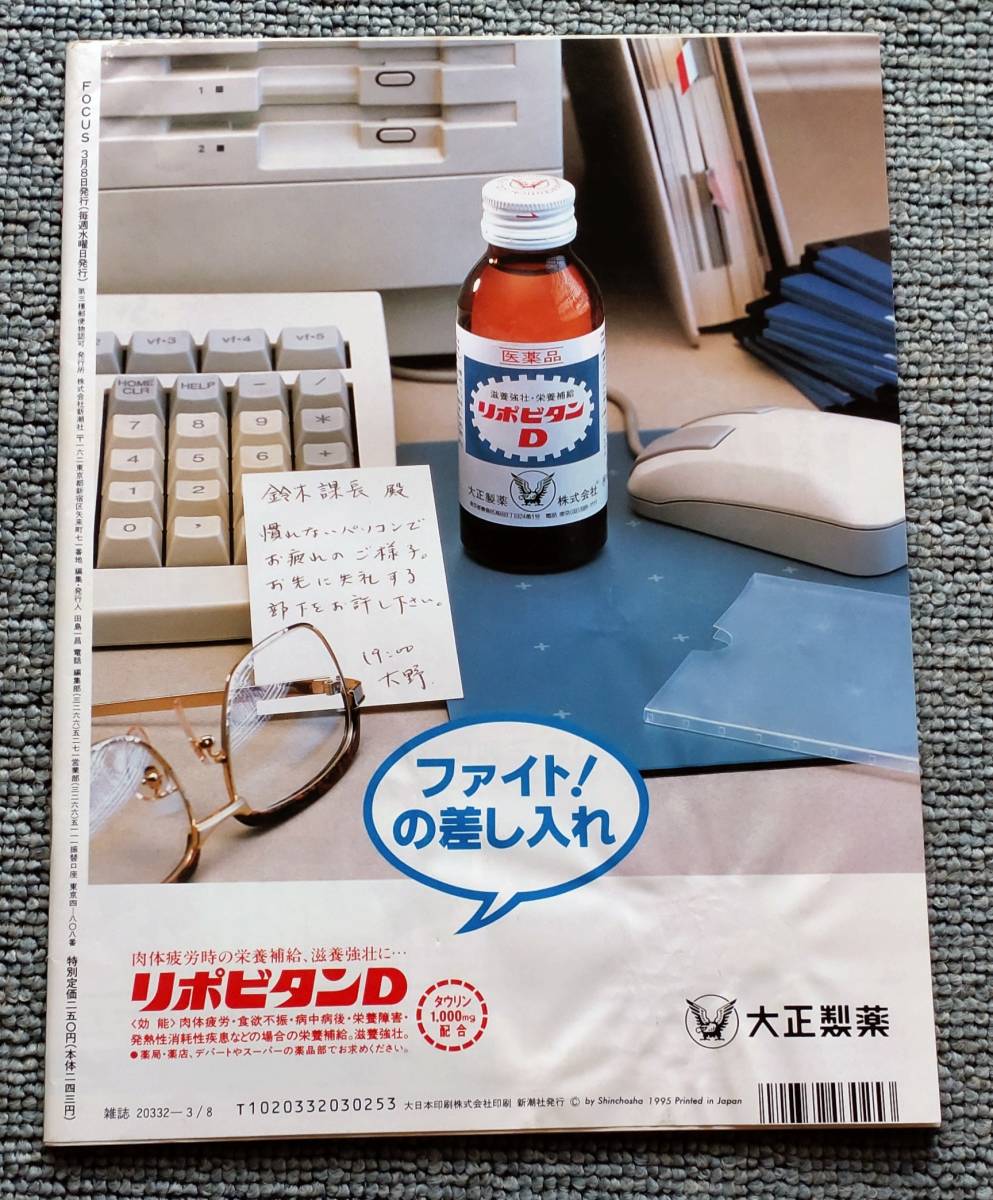 FOCUS 3月8日発行(毎週水曜日発行) 第三種郵便物認可 発行所 株式会社新潮社 〒一六二東京都新宿区矢来町七一番地 編集・発行人 田島一昌 電話 編集部(三二六六)五二七一 営業部(三二六六)五一一一 振替口座 東京四―八〇八番 特別定価二五〇円(本体二四三円)
1
2
vf・3 vf・4 vf・5
HOME CLR HELP − /
7 8 9 *
4 5 6 +
1 2
0 ,
医薬品
滋養強壮・栄養補給
リポビタン
D
大正製薬 株式会社
鈴木課長 殿
慣れないパソコンで
お疲れのご様子。
お先に失礼する
部下をお許し下さい。
19:00
大野.
ファイト!
の差し入れ
肉体疲労時の栄養補給、滋養強壮に…
リポビタンD
タウリン
1,000mg
配合
〈効 能〉肉体疲労・食欲不振・病中病後・栄養障害・
発熱性消耗性疾患などの場合の栄養補給。滋養強壮。
●薬局・薬店、デパートやスーパーの薬品部でお求めください。
大正製薬
雑誌 20332―3/8 T1020332030253 大日本印刷株式会社印刷 新潮社発行 © by Shinchosha 1995 Printed in Japan